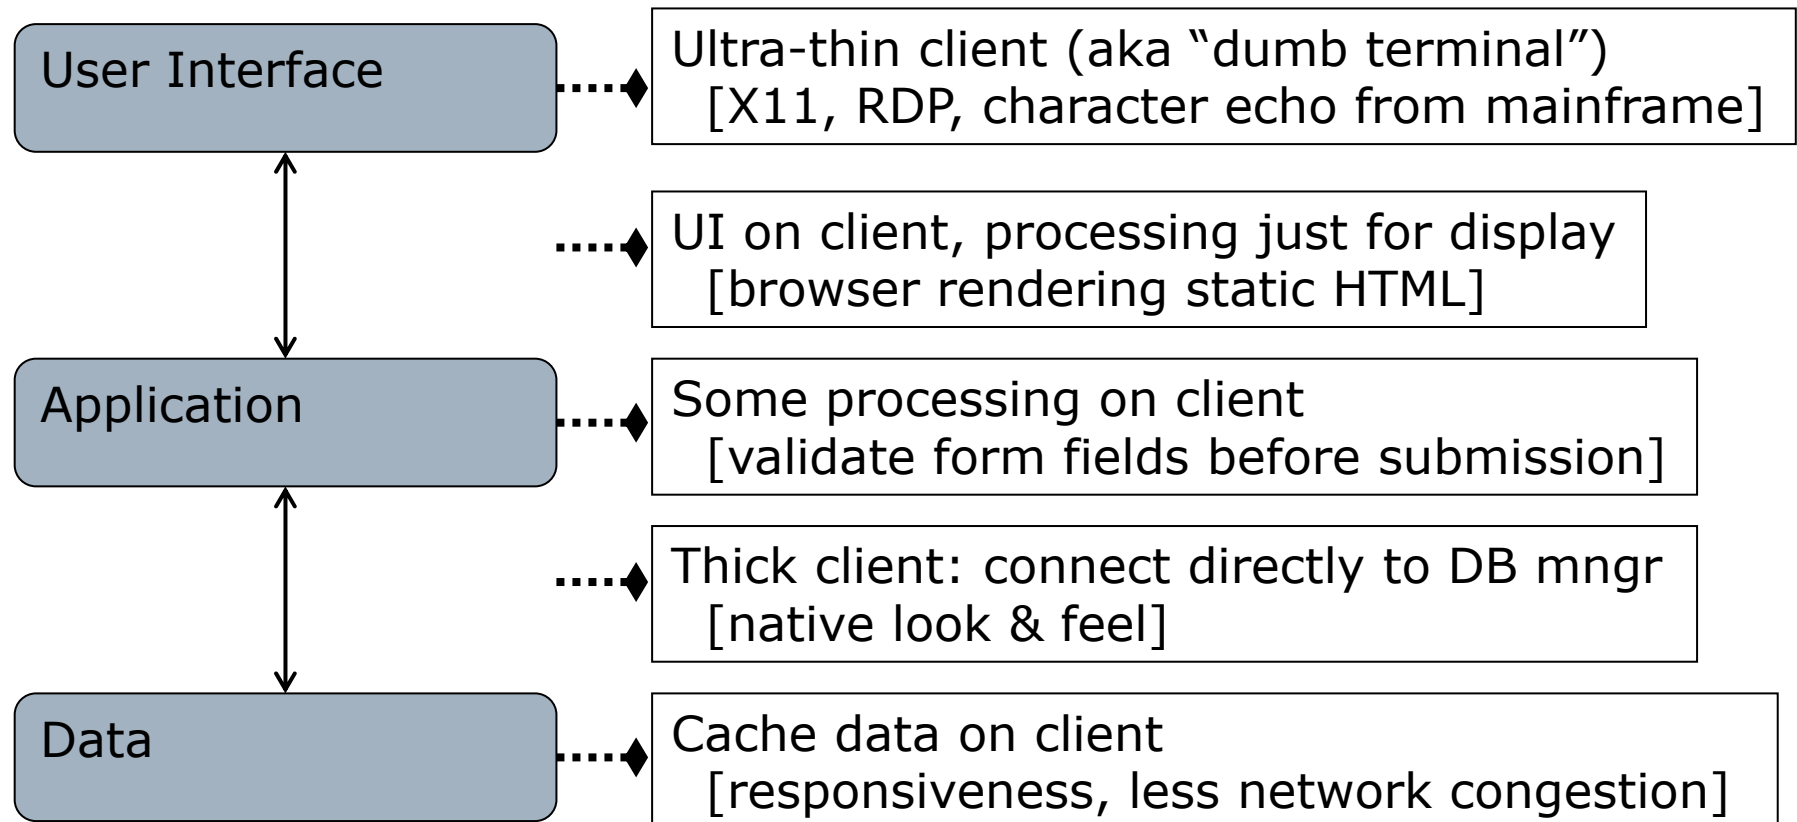 User Interface
Ultra-thin client (aka “dumb terminal”)
[X11, RDP, character echo from mainframe]
UI on client, processing just for display
[browser rendering static HTML]
Application
Some processing on client
[validate form fields before submission]
Thick client: connect directly to DB mngr
[native look & feel]
Data
Cache data on client
[responsiveness, less network congestion]